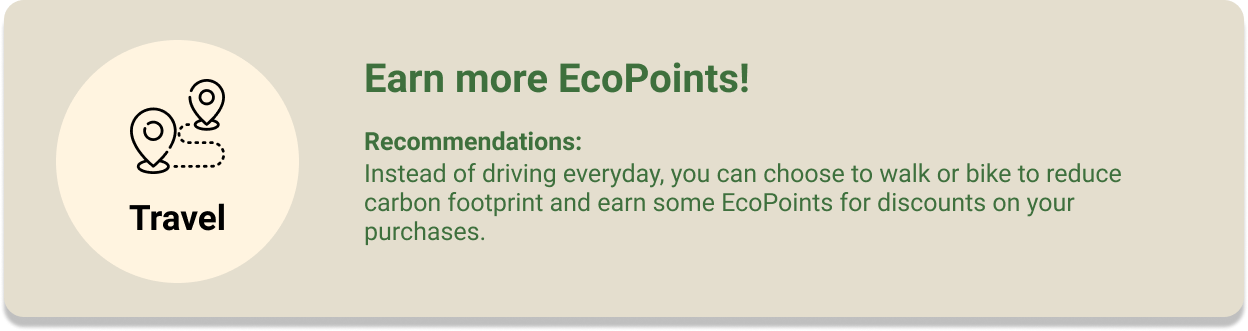 Travel
Earn more EcoPoints!
Recommendations:
Instead of driving everyday, you can choose to walk or bike to reduce
carbon footprint and earn some EcoPoints for discounts on your
purchases.